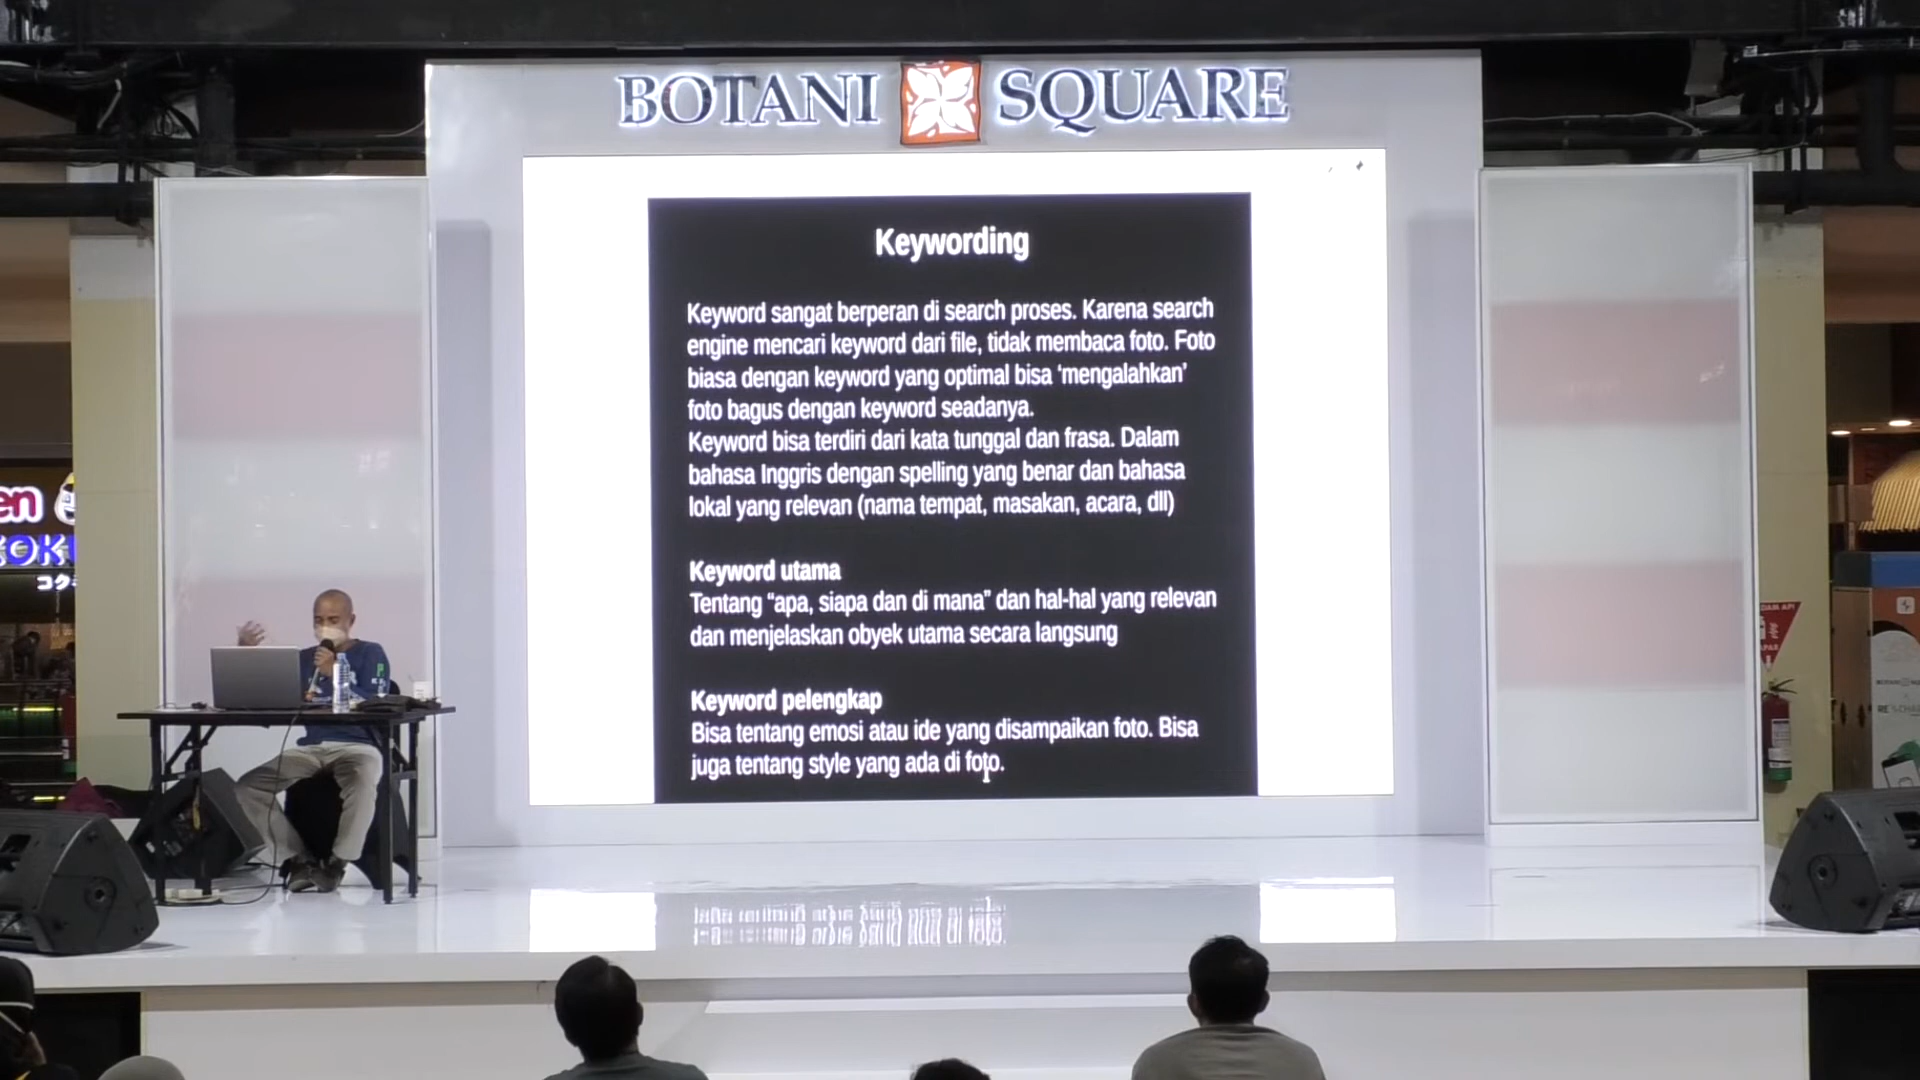 BOTANI SQUARE
Keywording
Keyword sangat berperan di search proses. Karena search
engine mencari keyword dari file, tidak membaca foto. Foto
biasa dengan keyword yang optimal bisa ‘mengalahkan’
foto bagus dengan keyword seadanya.
Keyword bisa terdiri dari kata tunggal dan frasa. Dalam
bahasa Inggris dengan spelling yang benar dan bahasa
lokal yang relevan (nama tempat, masakan, acara, dll)
Keyword utama
Tentang “apa, siapa dan di mana” dan hal-hal yang relevan
dan menjelaskan obyek utama secara langsung
Keyword pelengkap
Bisa tentang emosi atau ide yang disampaikan foto. Bisa
juga tentang style yang ada di foto.